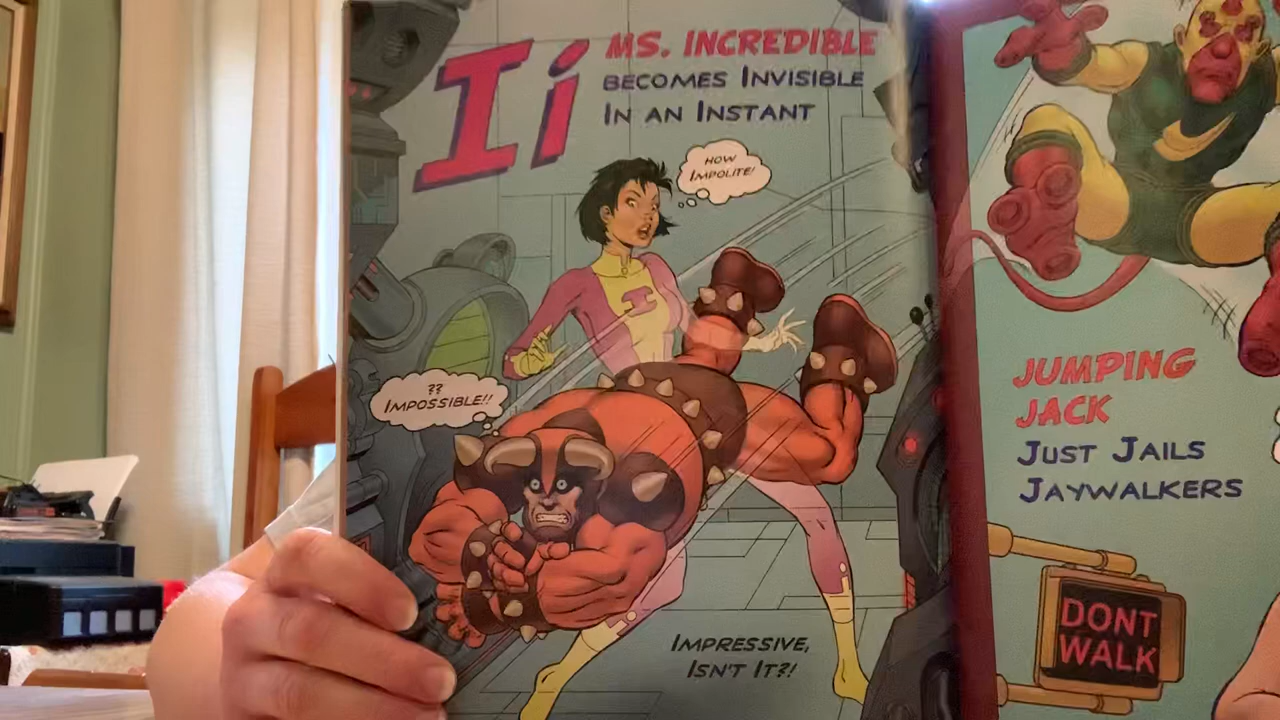 Ii
MS. INCREDIBLE
BECOMES INVISIBLE
IN AN INSTANT
HOW
IMPOLITE!
I
??
IMPOSSIBLE!!
IMPRESSIVE,
ISN'T IT?!
JUMPING
JACK
JUST JAILS
JAYWALKERS
DONT
WALK